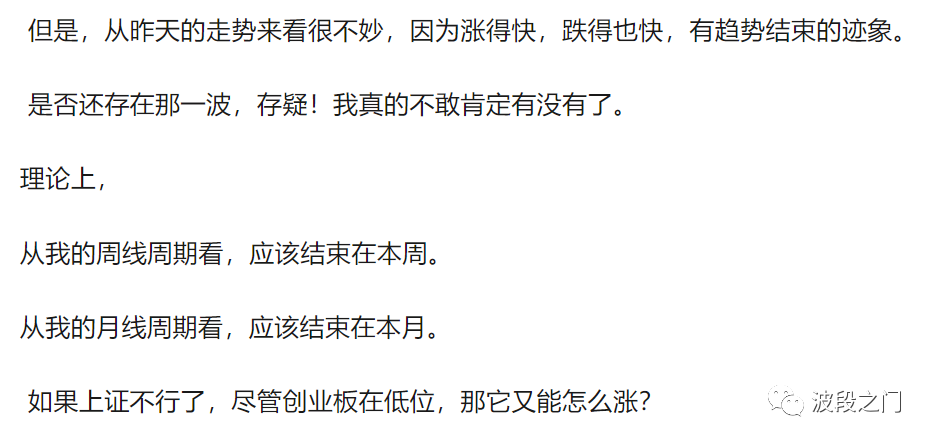 但是，从昨天的走势来看很不妙，因为涨得快，跌得也快，有趋势结束的迹象。
是否还存在那一波，存疑！我真的不敢肯定有没有了。
理论上，
从我的周线周期看，应该结束在本周。
从我的月线周期看，应该结束在本月。
如果上证不行了，尽管创业板在低位，那它又能怎么涨？
波段之门